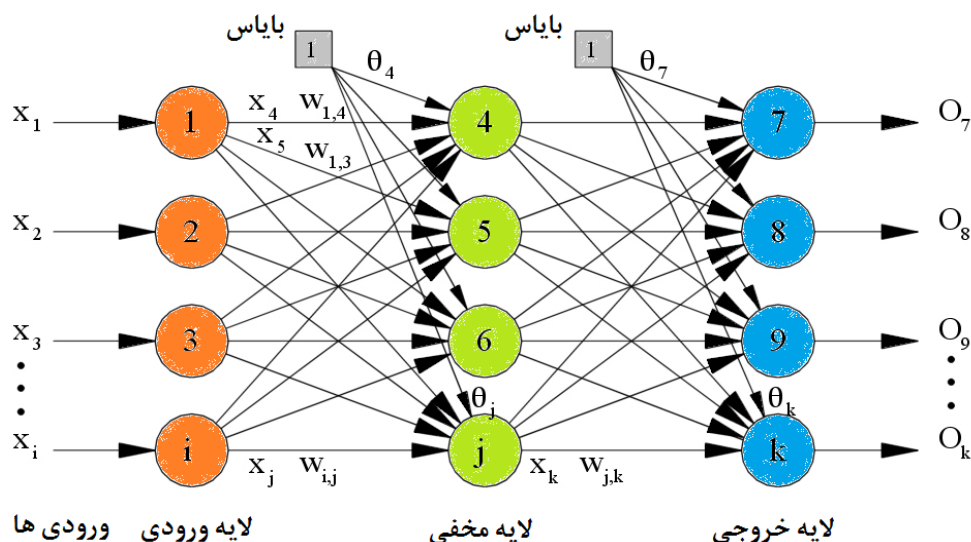 بایاس
بایاس
1
1
θ4
θ7
x1
1
x4 w1,4
4
7
O7
x5 w1,3
x2
2
5
8
O8
x3
3
6
9
O9
θj
θk
xi
i
j
k
Ok
xj wi,j
xk wj,k
ورودی ها
لایه ورودی
لایه مخفی
لایه خروجی